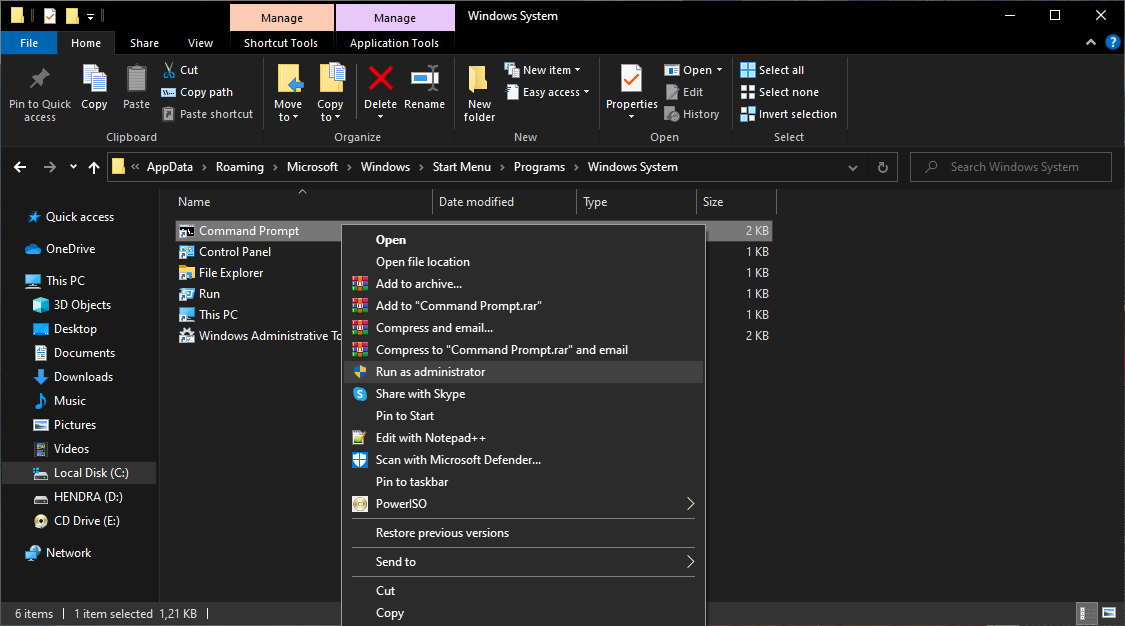 Manage Manage Windows System
File Home Share View Shortcut Tools Application Tools
Pin to Quick access
Copy
Paste
Cut
Copy path
Paste shortcut
Clipboard
Move to
Copy to
Delete
Rename
Organize
New folder
New item
Easy access
New
Properties
Open
Edit
History
Open
Select all
Select none
Invert selection
Select
« AppData › Roaming › Microsoft › Windows › Start Menu › Programs › Windows System
Search Windows System
Quick access
OneDrive
This PC
3D Objects
Desktop
Documents
Downloads
Music
Pictures
Videos
Local Disk (C:)
HENDRA (D:)
CD Drive (E:)
Network
Name Date modified Type Size
Command Prompt 2 KB
Control Panel 1 KB
File Explorer 1 KB
Run 1 KB
This PC 1 KB
Windows Administrative To 2 KB
Open
Open file location
Add to archive...
Add to "Command Prompt.rar"
Compress and email...
Compress to "Command Prompt.rar" and email
Run as administrator
Share with Skype
Pin to Start
Edit with Notepad++
Scan with Microsoft Defender...
Pin to taskbar
PowerISO
Restore previous versions
Send to
Cut
Copy
6 items 1 item selected 1,21 KB